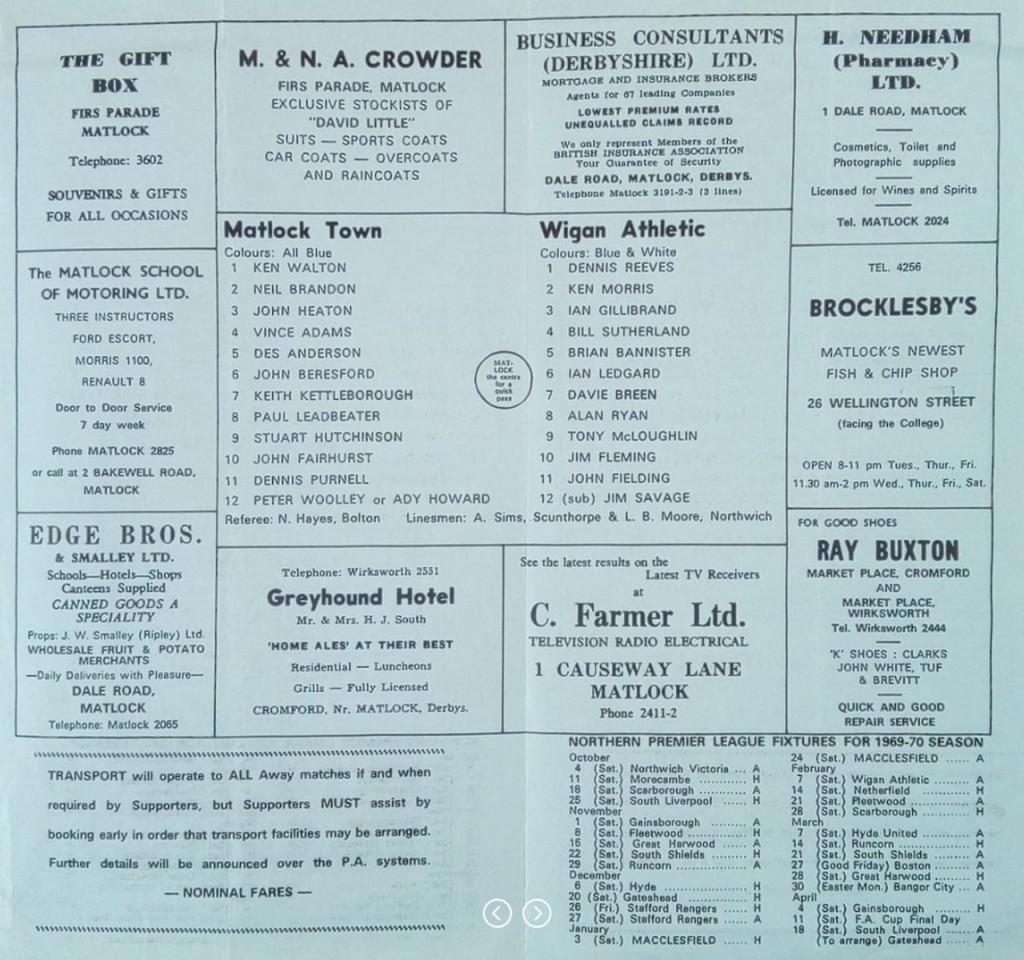 THE GIFT
BOX
FIRS PARADE
MATLOCK
Telephone: 3602
SOUVENIRS & GIFTS
FOR ALL OCCASIONS
M. & N. A. CROWDER
FIRS PARADE, MATLOCK
EXCLUSIVE STOCKISTS OF
"DAVID LITTLE"
SUITS — SPORTS COATS
CAR COATS — OVERCOATS
AND RAINCOATS
BUSINESS CONSULTANTS
(DERBYSHIRE) LTD.
MORTGAGE AND INSURANCE BROKERS
Agents for 67 leading Companies
LOWEST PREMIUM RATES
UNEQUALLED CLAIMS RECORD
We only represent Members of the
BRITISH INSURANCE ASSOCIATION
Your Guarantee of Security
DALE ROAD, MATLOCK, DERBYS.
Telephone Matlock 3191-2-3 (3 lines)
H. NEEDHAM
(Pharmacy)
LTD.
1 DALE ROAD, MATLOCK
Cosmetics, Toilet and
Photographic supplies
Licensed for Wines and Spirits
Tel. MATLOCK 2024
The MATLOCK SCHOOL
OF MOTORING LTD.
THREE INSTRUCTORS
FORD ESCORT,
MORRIS 1100,
RENAULT 8
Door to Door Service
7 day week
Phone MATLOCK 2825
or call at 2 BAKEWELL ROAD,
MATLOCK
Matlock Town
Colours: All Blue
1 KEN WALTON
2 NEIL BRANDON
3 JOHN HEATON
4 VINCE ADAMS
5 DES ANDERSON
6 JOHN BERESFORD
7 KEITH KETTLEBOROUGH
8 PAUL LEADBEATER
9 STUART HUTCHINSON
10 JOHN FAIRHURST
11 DENNIS PURNELL
12 PETER WOOLLEY or ADY HOWARD
MAT-
LOCK
the centre
for a
quick
pass
Wigan Athletic
Colours: Blue & White
1 DENNIS REEVES
2 KEN MORRIS
3 IAN GILLIBRAND
4 BILL SUTHERLAND
5 BRIAN BANNISTER
6 IAN LEDGARD
7 DAVIE BREEN
8 ALAN RYAN
9 TONY McLOUGHLIN
10 JIM FLEMING
11 JOHN FIELDING
12 (sub) JIM SAVAGE
Referee: N. Hayes, Bolton Linesmen: A. Sims, Scunthorpe & L. B. Moore, Northwich
TEL. 4256
BROCKLESBY'S
MATLOCK'S NEWEST
FISH & CHIP SHOP
26 WELLINGTON STREET
(facing the College)
OPEN 8-11 pm Tues., Thur., Fri.
11.30 am-2 pm Wed., Thur., Fri., Sat.
EDGE BROS.
& SMALLEY LTD.
Schools—Hotels—Shops
Canteens Supplied
CANNED GOODS A
SPECIALITY
Props: J. W. Smalley (Ripley) Ltd.
WHOLESALE FRUIT & POTATO
MERCHANTS
—Daily Deliveries with Pleasure—
DALE ROAD,
MATLOCK
Telephone: Matlock 2065
Telephone: Wirksworth 2551
Greyhound Hotel
Mr. & Mrs. H. J. South
'HOME ALES' AT THEIR BEST
Residential — Luncheons
Grills — Fully Licensed
CROMFORD, Nr. MATLOCK, Derbys.
See the latest results on the
Latest TV Receivers
at
C. Farmer Ltd.
TELEVISION RADIO ELECTRICAL
1 CAUSEWAY LANE
MATLOCK
Phone 2411-2
FOR GOOD SHOES
RAY BUXTON
MARKET PLACE, CROMFORD
AND
MARKET PLACE,
WIRKSWORTH
Tel. Wirksworth 2444
'K' SHOES : CLARKS
JOHN WHITE, TUF
& BREVITT
QUICK AND GOOD
REPAIR SERVICE
TRANSPORT will operate to ALL Away matches if and when
required by Supporters, but Supporters MUST assist by
booking early in order that transport facilities may be arranged.
Further details will be announced over the P.A. systems.
— NOMINAL FARES —
NORTHERN PREMIER LEAGUE FIXTURES FOR 1969-70 SEASON
October
4 (Sat.) Northwich Victoria ... A
11 (Sat.) Morecambe ............ H
18 (Sat.) Scarborough ......... A
25 (Sat.) South Liverpool ...... H
November
1 (Sat.) Gainsborough ......... A
8 (Sat.) Fleetwood ............ H
15 (Sat.) Great Harwood ...... A
22 (Sat.) South Shields ...... H
29 (Sat.) Runcorn ............ A
December
6 (Sat.) Hyde .................. H
20 (Sat.) Gateshead ............ H
26 (Fri.) Stafford Rangers ...... H
27 (Sat.) Stafford Rangers ...... A
January
3 (Sat.) MACCLESFIELD ...... H
24 (Sat.) MACCLESFIELD ...... A
February
7 (Sat.) Wigan Athletic ......... A
14 (Sat.) Netherfield ............ H
21 (Sat.) Fleetwood ............ A
28 (Sat.) Scarborough ......... H
March
7 (Sat.) Hyde United ............ A
14 (Sat.) Runcorn ............... H
21 (Sat.) South Shields ......... A
27 (Good Friday) Boston ...... A
28 (Sat.) Great Harwood ...... H
30 (Easter Mon.) Bangor City ... A
April
4 (Sat.) Gainsborough ......... H
11 (Sat.) F.A. Cup Final Day
18 (Sat.) South Liverpool ...... A
(To arrange) Gateshead ...... A